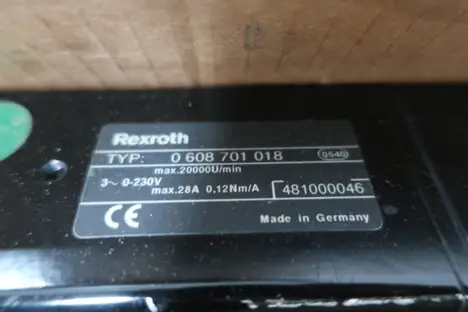 Rexroth
TYP: 0 608 701 018 0540
max.20000U/min
3~ 0-230V
max.28A 0.12Nm/A 481000046
CE Made in Germany